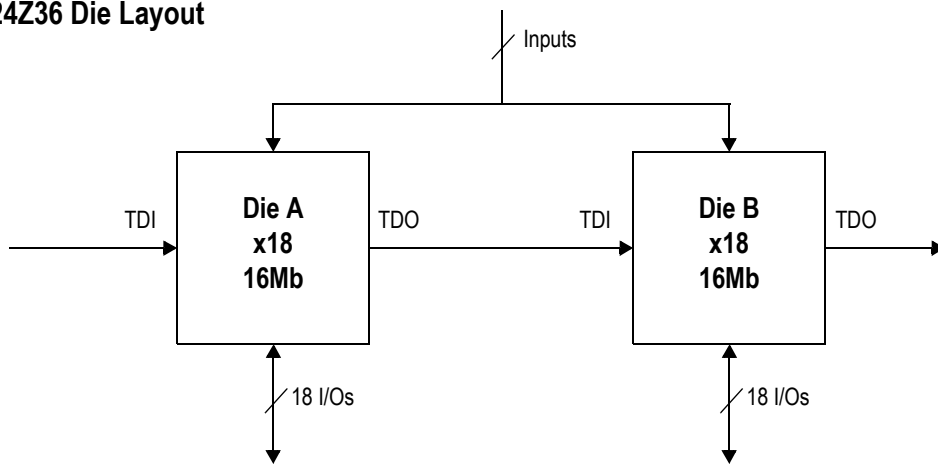 24Z36 Die Layout
Inputs
TDI
Die A
x18
16Mb
TDO
TDI
Die B
x18
16Mb
TDO
18 I/Os
18 I/Os